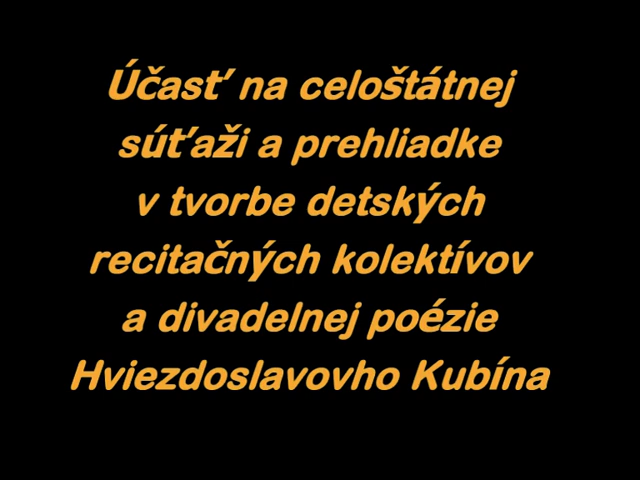 Účasť na celoštátnej
súťaži a prehliadke
v tvorbe detských
recitačných kolektívov
a divadelnej poézie
Hviezdoslavovho Kubína